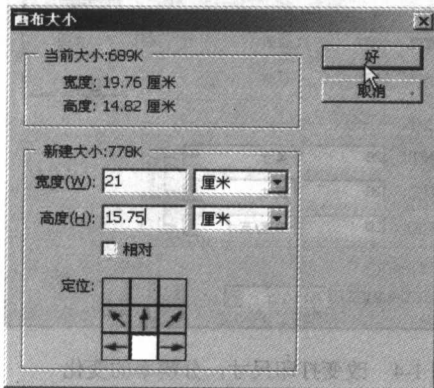 画布大小
当前大小:689K
好
宽度: 19.76 厘米
高度: 14.82 厘米
取消
新建大小:778K
宽度(W): 21 厘米
高度(H): 15.75 厘米
相对
定位: